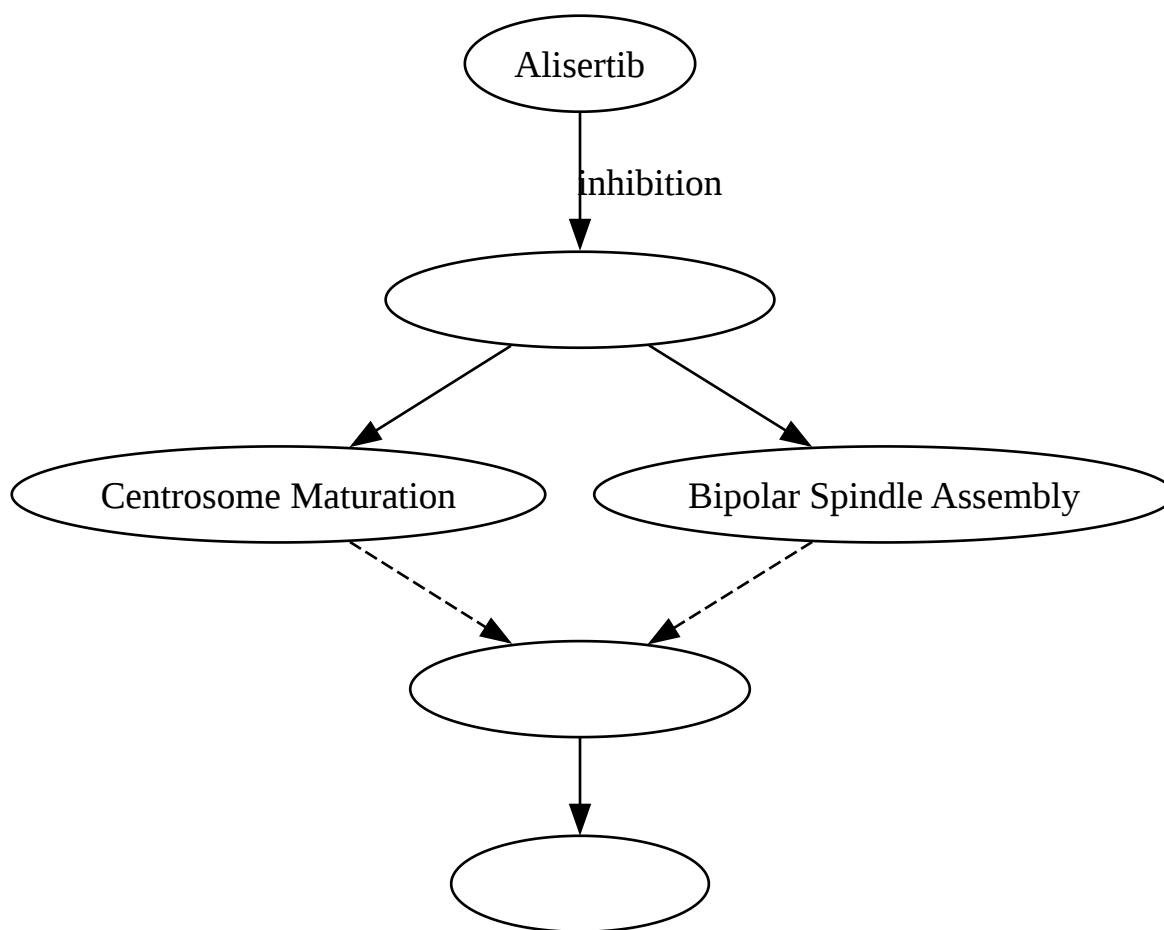 Alisertib
inhibition
Centrosome Maturation
Bipolar Spindle Assembly